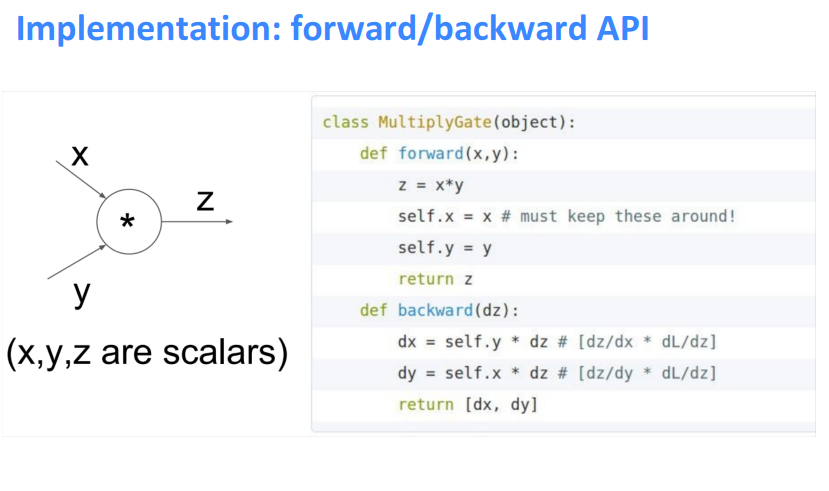 Implementation: forward/backward API
x
z
*
y
(x,y,z are scalars)
class MultiplyGate(object):
def forward(x,y):
z = x*y
self.x = x # must keep these around!
self.y = y
return z
def backward(dz):
dx = self.y * dz # [dz/dx * dL/dz]
dy = self.x * dz # [dz/dy * dL/dz]
return [dx, dy]